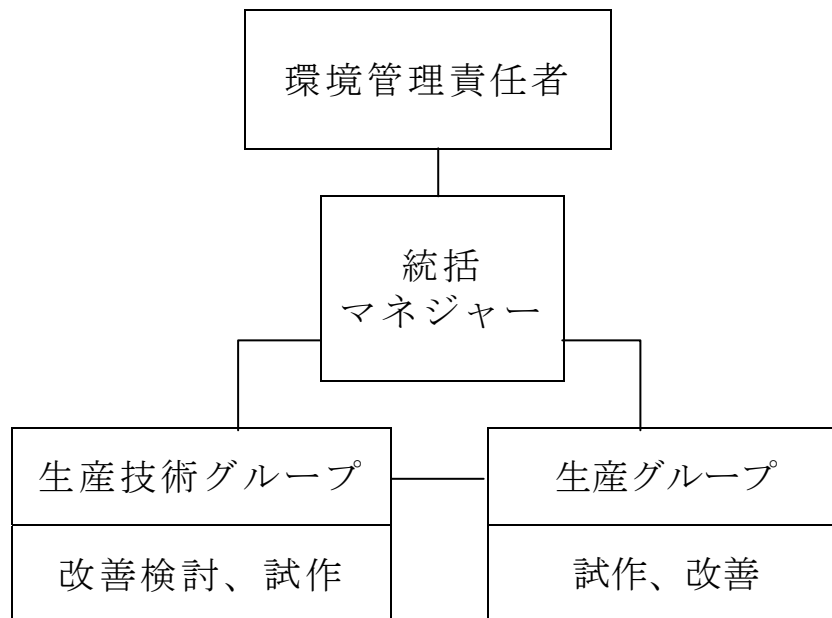 環境管理責任者
統括
マネジャー
生産技術グループ
生産グループ
改善検討、試作
試作、改善